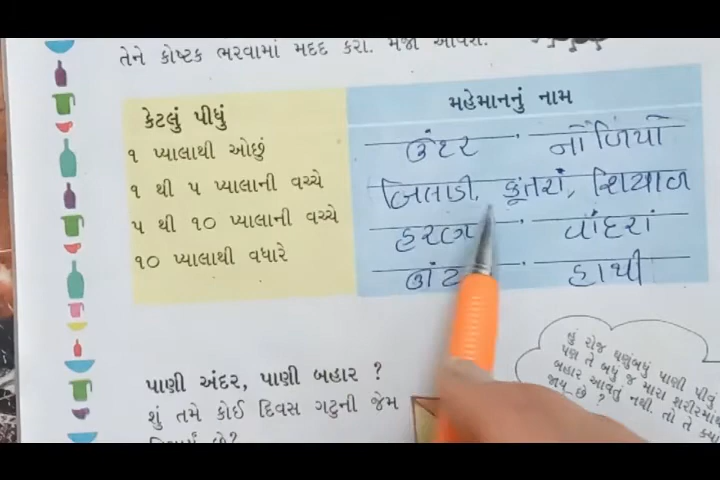 તેને કોષ્ટક ભરવામાં મદદ કરો. મજા આવશે.
કેટલું પીધું
મહેમાનનું નામ
૧ પ્યાલાથી ઓછું
ઉંદર . નોળિયો
૧ થી ૫ પ્યાલાની વચ્ચે
બિલાડી, કૂતરાં, શિયાળ
૫ થી ૧૦ પ્યાલાની વચ્ચે
હરણ . વાંદરાં
૧૦ પ્યાલાથી વધારે
ઊંટ . હાથી
પાણી અંદર, પાણી બહાર ?
શું તમે કોઈ દિવસ ગટુની જેમ
હું રોજ ઘણુંબધું પાણી પીવું
પણ તે બધુ જ મારા શરીરમાંથી
બહાર આવતું નથી. તો તે ક્યાં
જાય છે ?